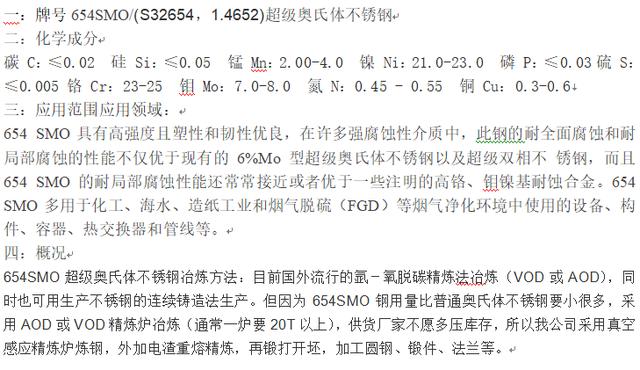 一：牌号 654SMO/(S32654，1.4652)超级奥氏体不锈钢
二：化学成分
碳 C：≤0.02 硅 Si：≤0.05 锰 Mn：2.00-4.0 镍 Ni：21.0-23.0 磷 P：≤0.03 硫 S：
≤0.005 铬 Cr：23-25 钼 Mo：7.0-8.0 氮 N：0.45 - 0.55 铜 Cu：0.3-0.6
三：应用范围应用领域：
654 SMO 具有高强度且塑性和韧性优良，在许多强腐蚀性介质中，此钢的耐全面腐蚀和耐
局部腐蚀的性能不仅优于现有的 6%Mo 型超级奥氏体不锈钢以及超级双相不 锈钢，而且
654 SMO 的耐局部腐蚀性能还常常接近或者优于一些注明的高铬、钼镍基耐蚀合金。654
SMO 多用于化工、海水、造纸工业和烟气脱硫（FGD）等烟气净化环境中使用的设备、构
件、容器、热交换器和管线等。
四：概况
654SMO 超级奥氏体不锈钢冶炼方法：目前国外流行的氩－氧脱碳精炼法冶炼（VOD 或 AOD），同
时也可用生产不锈钢的连续铸造法生产。但因为 654SMO 钢用量比普通奥氏体不锈钢要小很多，采
用 AOD 或 VOD 精炼炉冶炼（通常一炉要 20T 以上），供货厂家不愿多压库存，所以我公司采用真空
感应精炼炉炼钢，外加电渣重熔精炼，再锻打开坯，加工圆钢、锻件、法兰等。